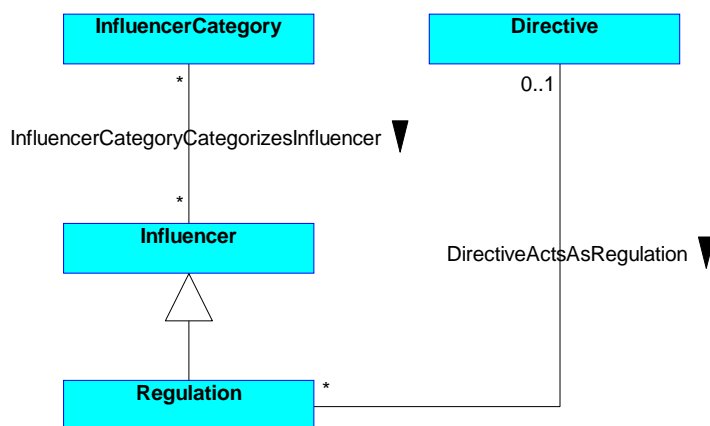 InfluencerCategory
Directive
*
0..1
InfluencerCategoryCategorizesInfluencer
*
Influencer
DirectiveActsAsRegulation
Regulation
*